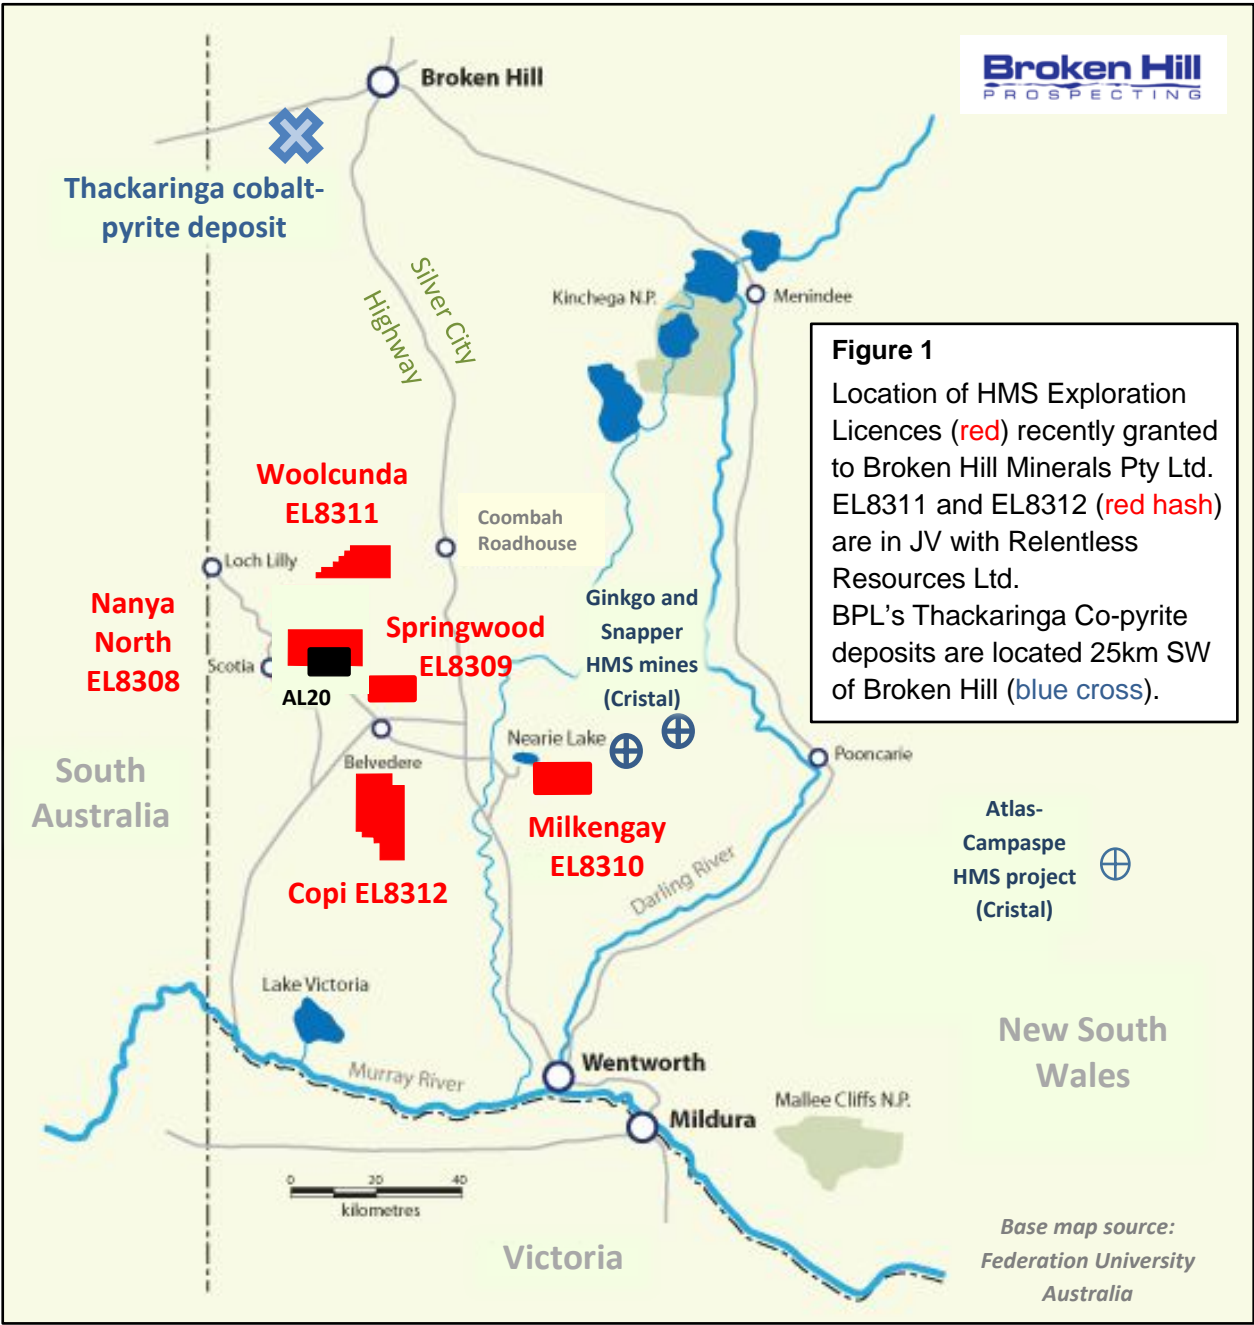 Broken Hill
Broken Hill
PROSPECTING
Thackaringa cobalt-
pyrite deposit
Silver City
Highway
Kinchega N.P.
Menindee
Figure 1
Location of HMS Exploration
Licences (red) recently granted
to Broken Hill Minerals Pty Ltd.
EL8311 and EL8312 (red hash)
are in JV with Relentless
Resources Ltd.
BPL's Thackaringa Co-pyrite
deposits are located 25km SW
of Broken Hill (blue cross).
Woolcunda
EL8311
Coombah
Roadhouse
Loch Lilly
Nanya
North
EL8308
Scotia
AL20
Springwood
EL8309
Ginkgo and
Snapper
HMS mines
(Cristal)
Belvedere
Nearie Lake
Pooncarie
South
Australia
Milkengay
EL8310
Copi EL8312
Darling River
Atlas-
Campaspe
HMS project
(Cristal)
Lake Victoria
New South
Wales
Murray River
Wentworth
Mildura
Mallee Cliffs N.P.
0 20 40
kilometres
Victoria
Base map source:
Federation University
Australia